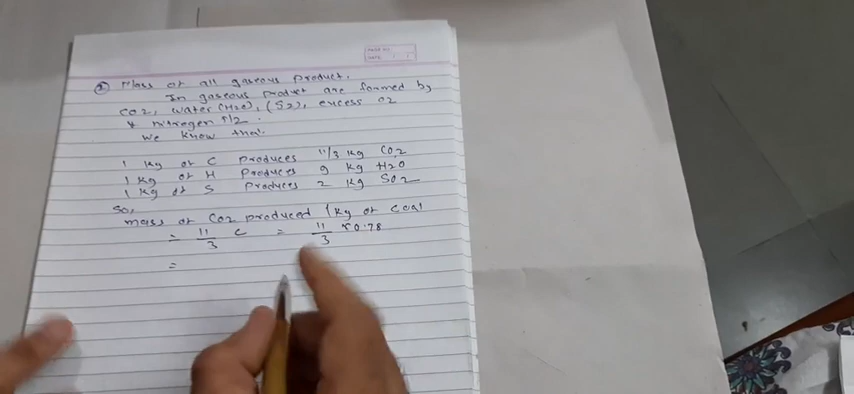 ② Mass of all gaseous product.
In gaseous product are formed by
CO2, water (H2O), (S2), excess O2
& nitrogen N2.
we know that
1 kg of C produces 11/3 kg CO2
1 kg of H produces 9 kg H2O
1 kg of S produces 2 kg SO2
So,
mass of CO2 produced 1kg of coal
= 11/3 C = 11/3 × 0.78
=